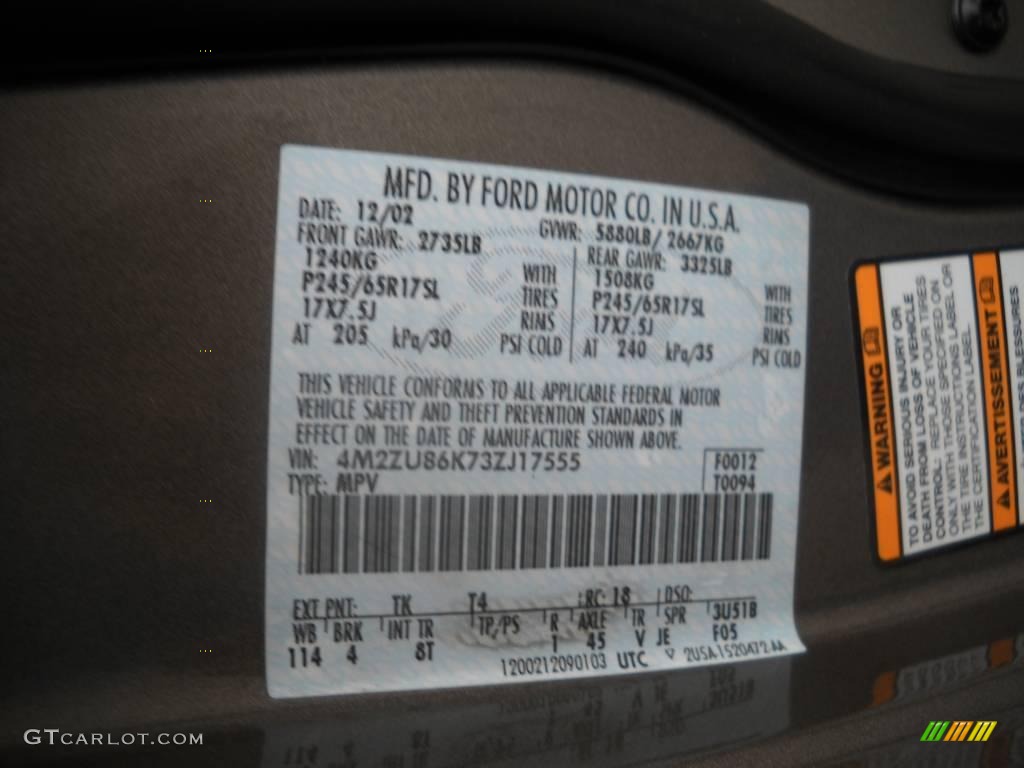 MFD. BY FORD MOTOR CO. IN U.S.A.
DATE: 12/02 GVWR: 5880LB/ 2667KG
FRONT GAWR: 2735LB REAR GAWR: 3325LB
1240KG WITH 1508KG WITH
P245/65R17SL TIRES P245/65R17SL TIRES
17X7.5J RIMS 17X7.5J RIMS
AT 205 kPa/30 PSI COLD AT 240 kPa/35 PSI COLD
THIS VEHICLE CONFORMS TO ALL APPLICABLE FEDERAL MOTOR
VEHICLE SAFETY AND THEFT PREVENTION STANDARDS IN
EFFECT ON THE DATE OF MANUFACTURE SHOWN ABOVE.
VIN: 4M2ZU86K73ZJ17555 F0012
TYPE: MPV T0094
EXT PNT: TK T4 RC: 18 DSO:
WB BRK INT TR TP/PS R AXLE TR SPR 3U51B
114 4 8T 1 45 V JE F05
1200212090103 UTC 2USA-1520472-AA
WARNING
TO AVOID SERIOUS INJURY OR
DEATH FROM LOSS OF VEHICLE
CONTROL: REPLACE YOUR TIRES
ONLY WITH THOSE SPECIFIED ON
THE TIRE INSTRUCTIONS LABEL OR
THE CERTIFICATION LABEL.
AVERTISSEMENT
GTCARLOT.COM